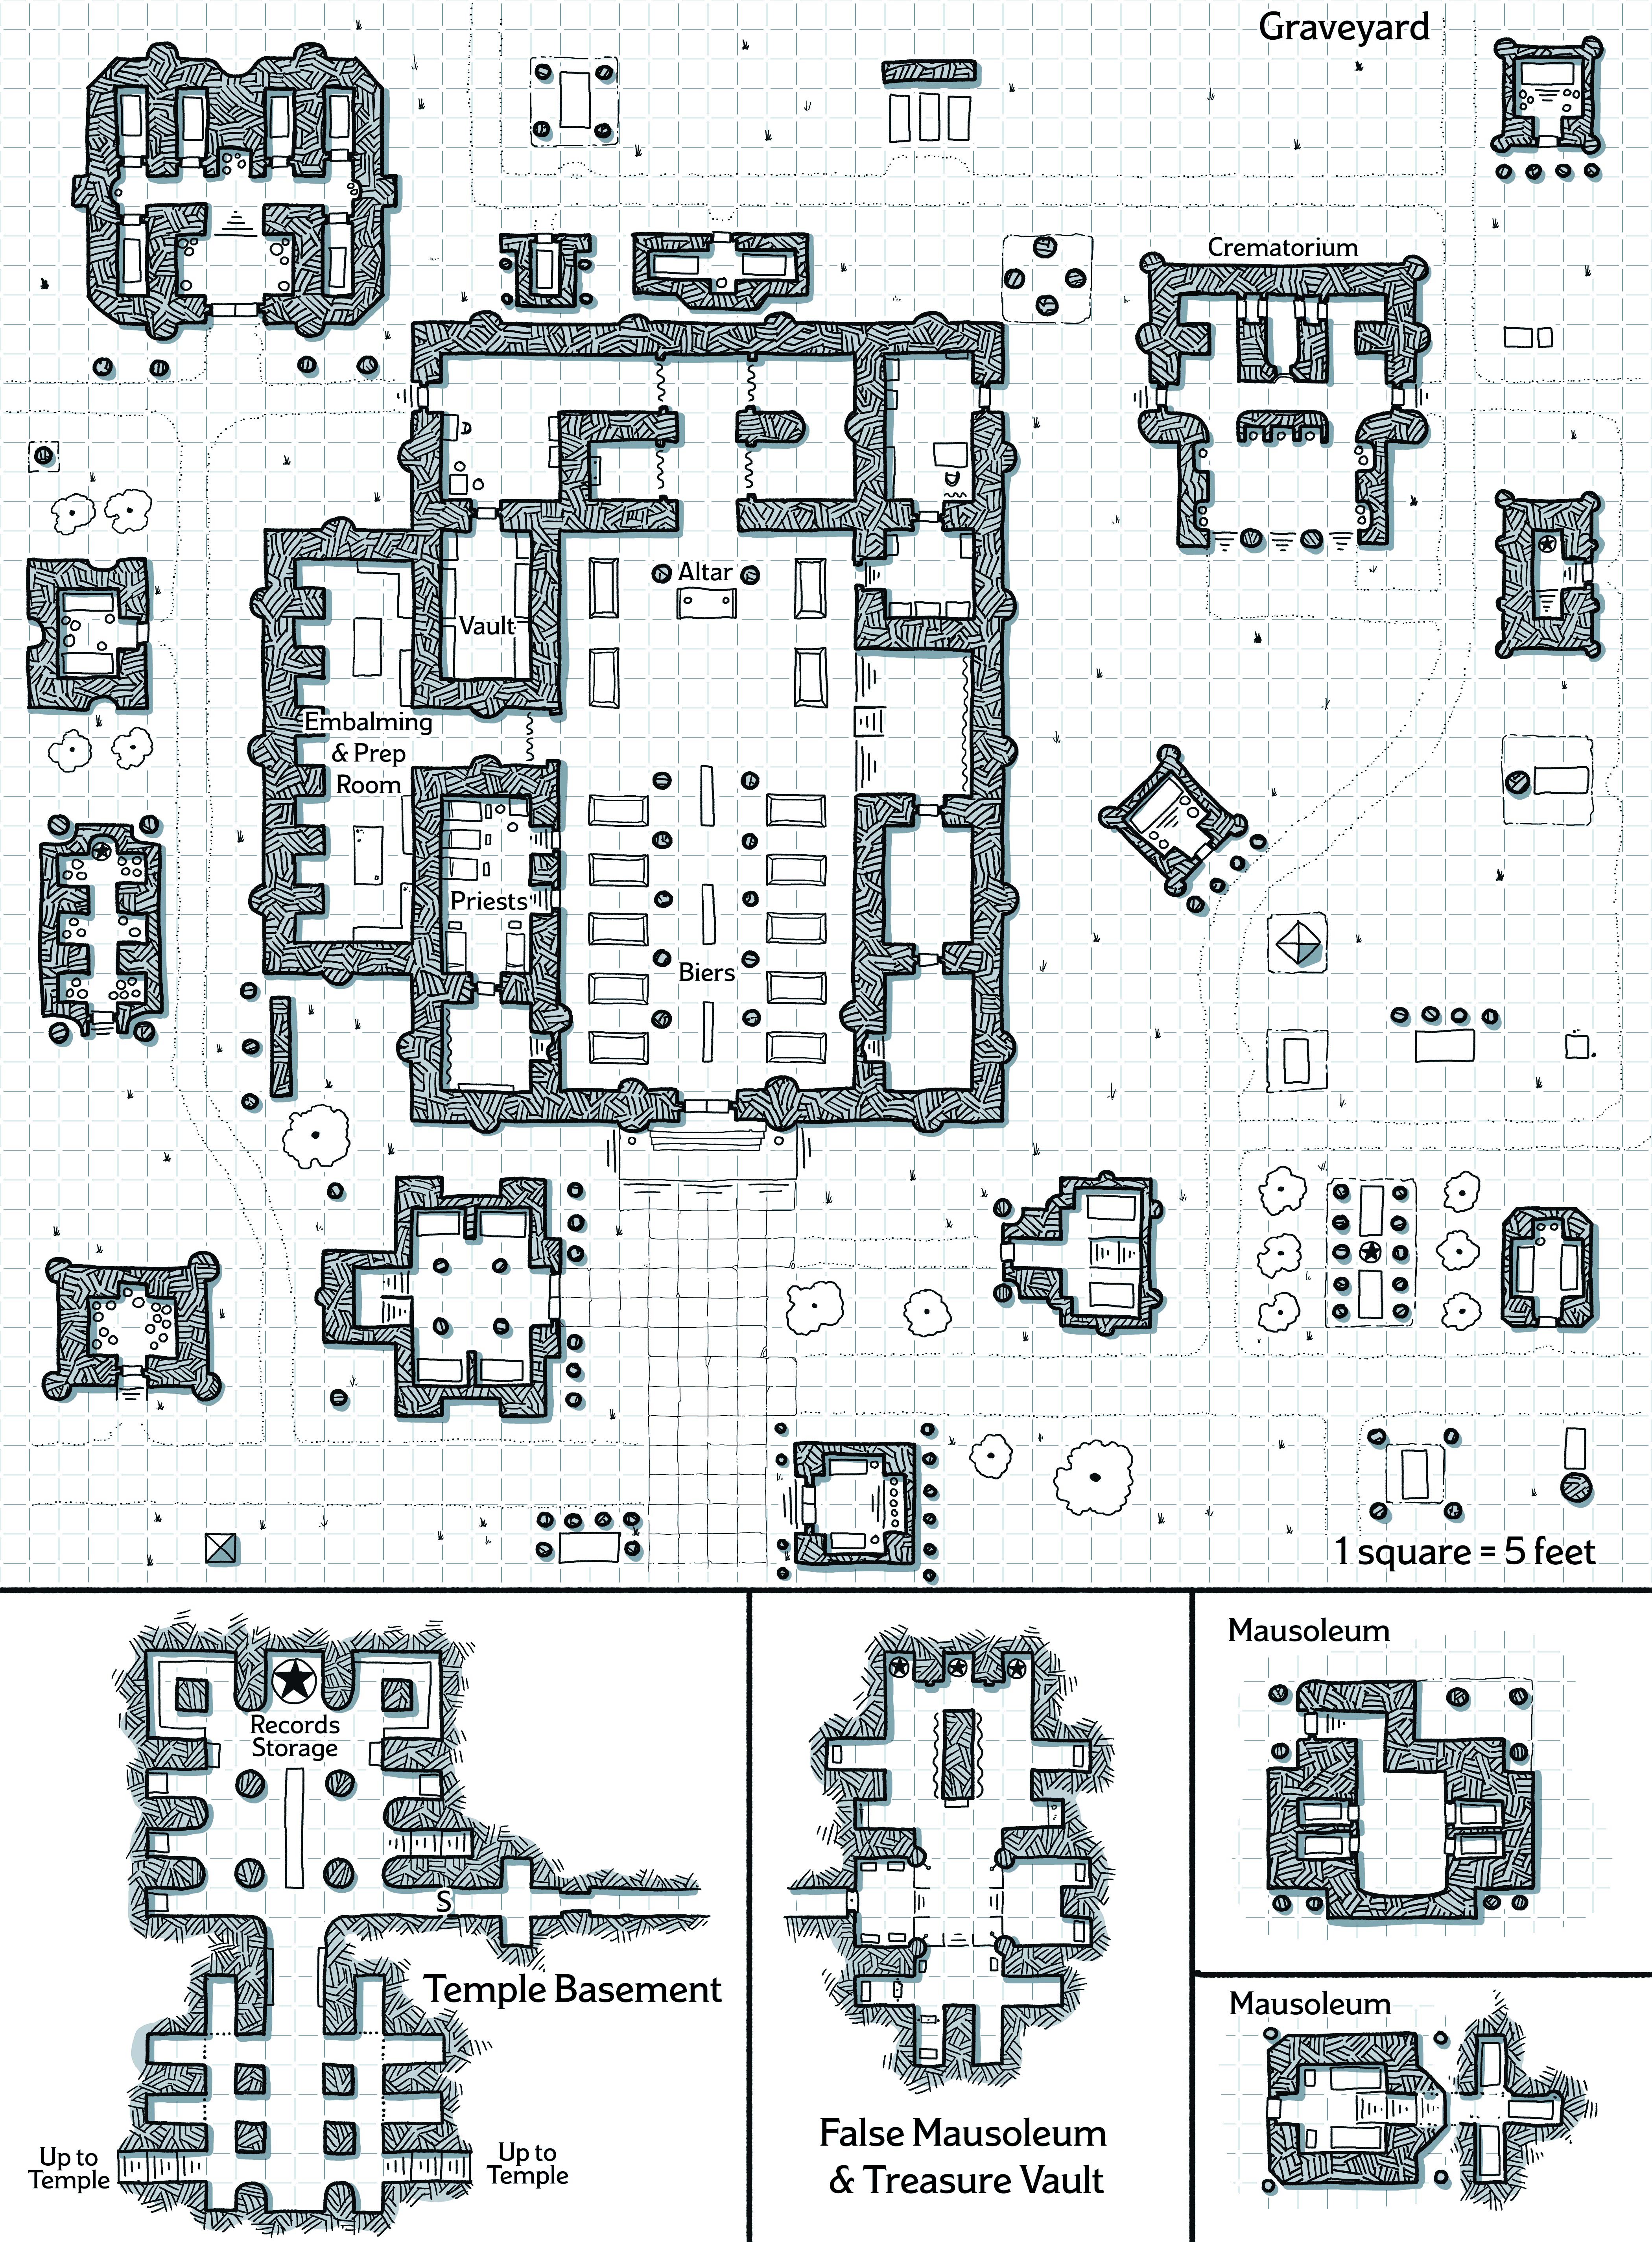 Graveyard
Crematorium
Altar
Vault
Embalming
& Prep
Room
Priests
Biers
1 square = 5 feet
Records
Storage
S
Temple Basement
Up to
Temple
Up to
Temple
False Mausoleum
& Treasure Vault
Mausoleum
Mausoleum